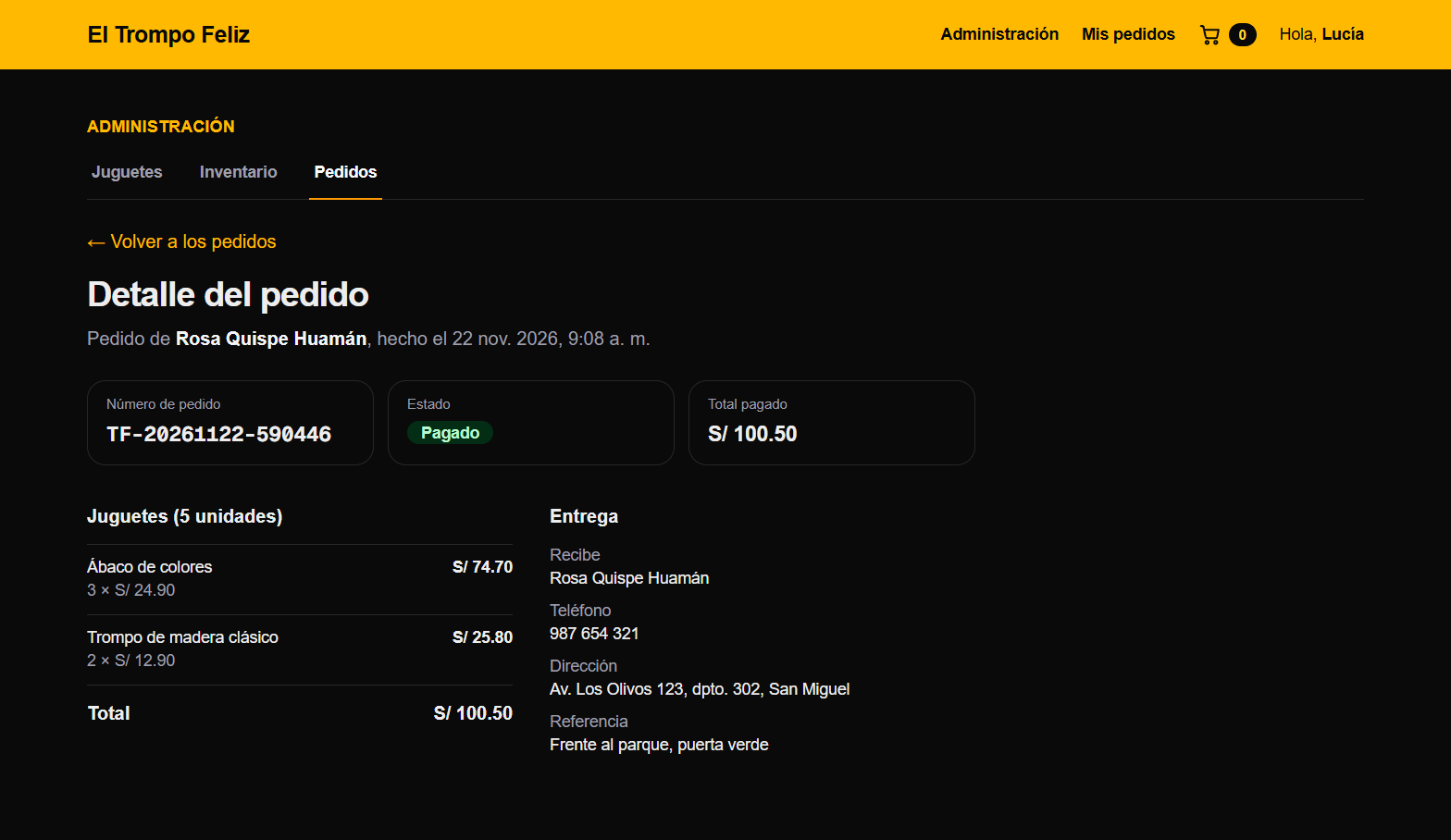 El Trompo Feliz
Administración
Mis pedidos
0
Hola, Lucía
ADMINISTRACIÓN
Juguetes
Inventario
Pedidos
← Volver a los pedidos
Detalle del pedido
Pedido de Rosa Quispe Huamán, hecho el 22 nov. 2026, 9:08 a. m.
Número de pedido
TF-20261122-590446
Estado
Pagado
Total pagado
S/ 100.50
Juguetes (5 unidades)
Ábaco de colores S/ 74.70
3 × S/ 24.90
Trompo de madera clásico S/ 25.80
2 × S/ 12.90
Total S/ 100.50
Entrega
Recibe
Rosa Quispe Huamán
Teléfono
987 654 321
Dirección
Av. Los Olivos 123, dpto. 302, San Miguel
Referencia
Frente al parque, puerta verde